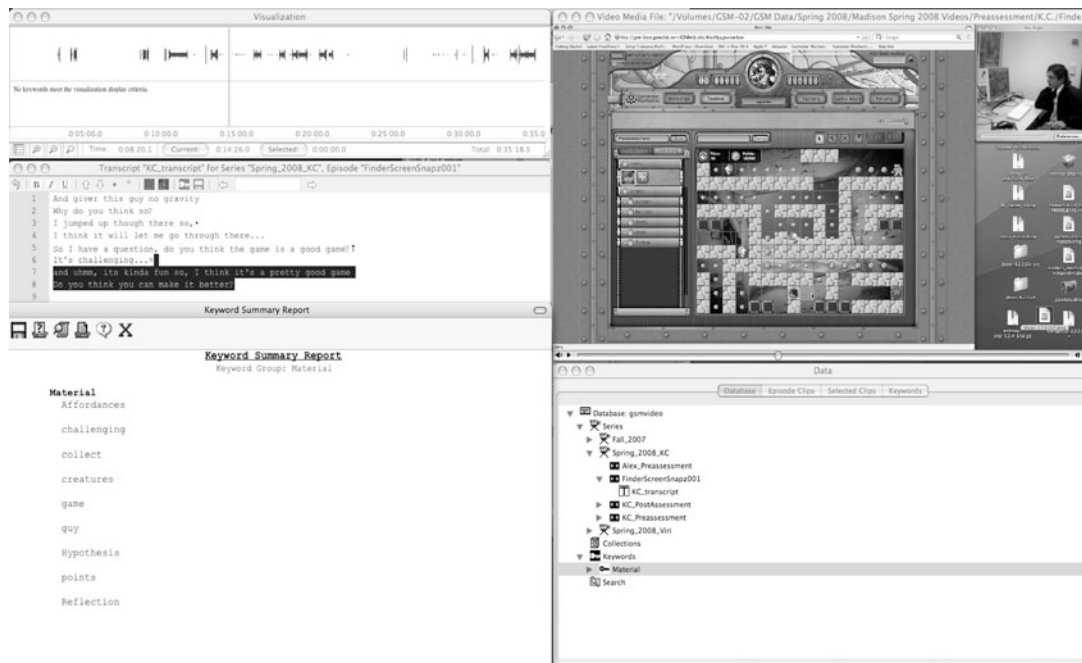 Visualization
No keywords meet the visualization display criteria.
0:05:00.0 0:10:00.0 0:15:00.0 0:20:00.0 0:25:00.0 0:30:00.0 0:35:0
Time: 0:08:20.1 Current: 0:14:26.0 Selected: 0:00:00.0 Total: 0:35:18.5
Transcript "KC_transcript" for Series "Spring_2008_KC", Episode "FinderScreenSnapz001"
B I U
1 And giver this guy no gravity
2 Why do you think so?
3 I jumped up though there so,
4 I think it will let me go through there...
5 So I have a question, do you think the game is a good game?
6 It's challenging...
7 and uhmm, its kinda fun so, I think it's a pretty good game
8 Do you think you can make it better?
9
Keyword Summary Report
Keyword Summary Report
Keyword Group: Material
Material
Affordances
challenging
collect
creatures
game
guy
Hypothesis
points
Reflection
Video Media File: "/Volumes/GSM-02/GSM Data/Spring 2008/Madison Spring 2008 Videos/Preassessment/K.C./Finde
Data
Database Episode Clips Selected Clips Keywords
Database: gsmvideo
Series
Fall_2007
Spring_2008_KC
Alex_Preassessment
FinderScreenSnapz001
KC_transcript
KC_PostAssessment
KC_Preassessment
Spring_2008_Viri
Collections
Keywords
Material
Search